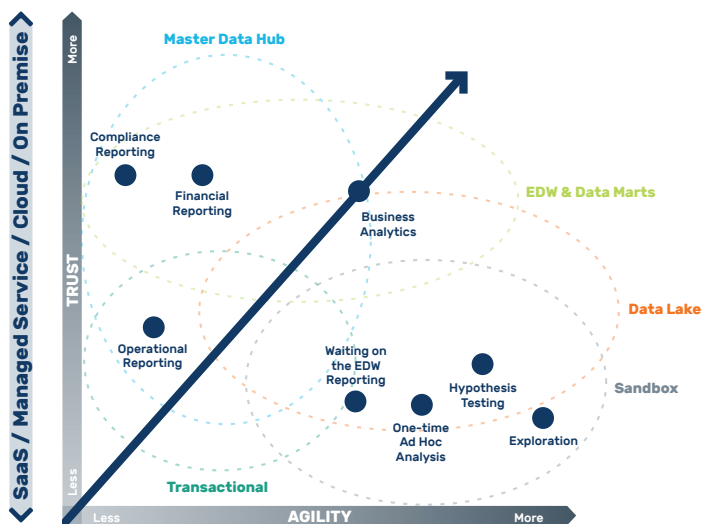 SaaS / Managed Service / Cloud / On Premise
More
TRUST
Less
Master Data Hub
Compliance
Reporting
Financial
Reporting
Business
Analytics
EDW & Data Marts
Data Lake
Operational
Reporting
Waiting on
the EDW
Reporting
Hypothesis
Testing
Sandbox
One-time
Ad Hoc
Analysis
Exploration
Transactional
Less
AGILITY
More